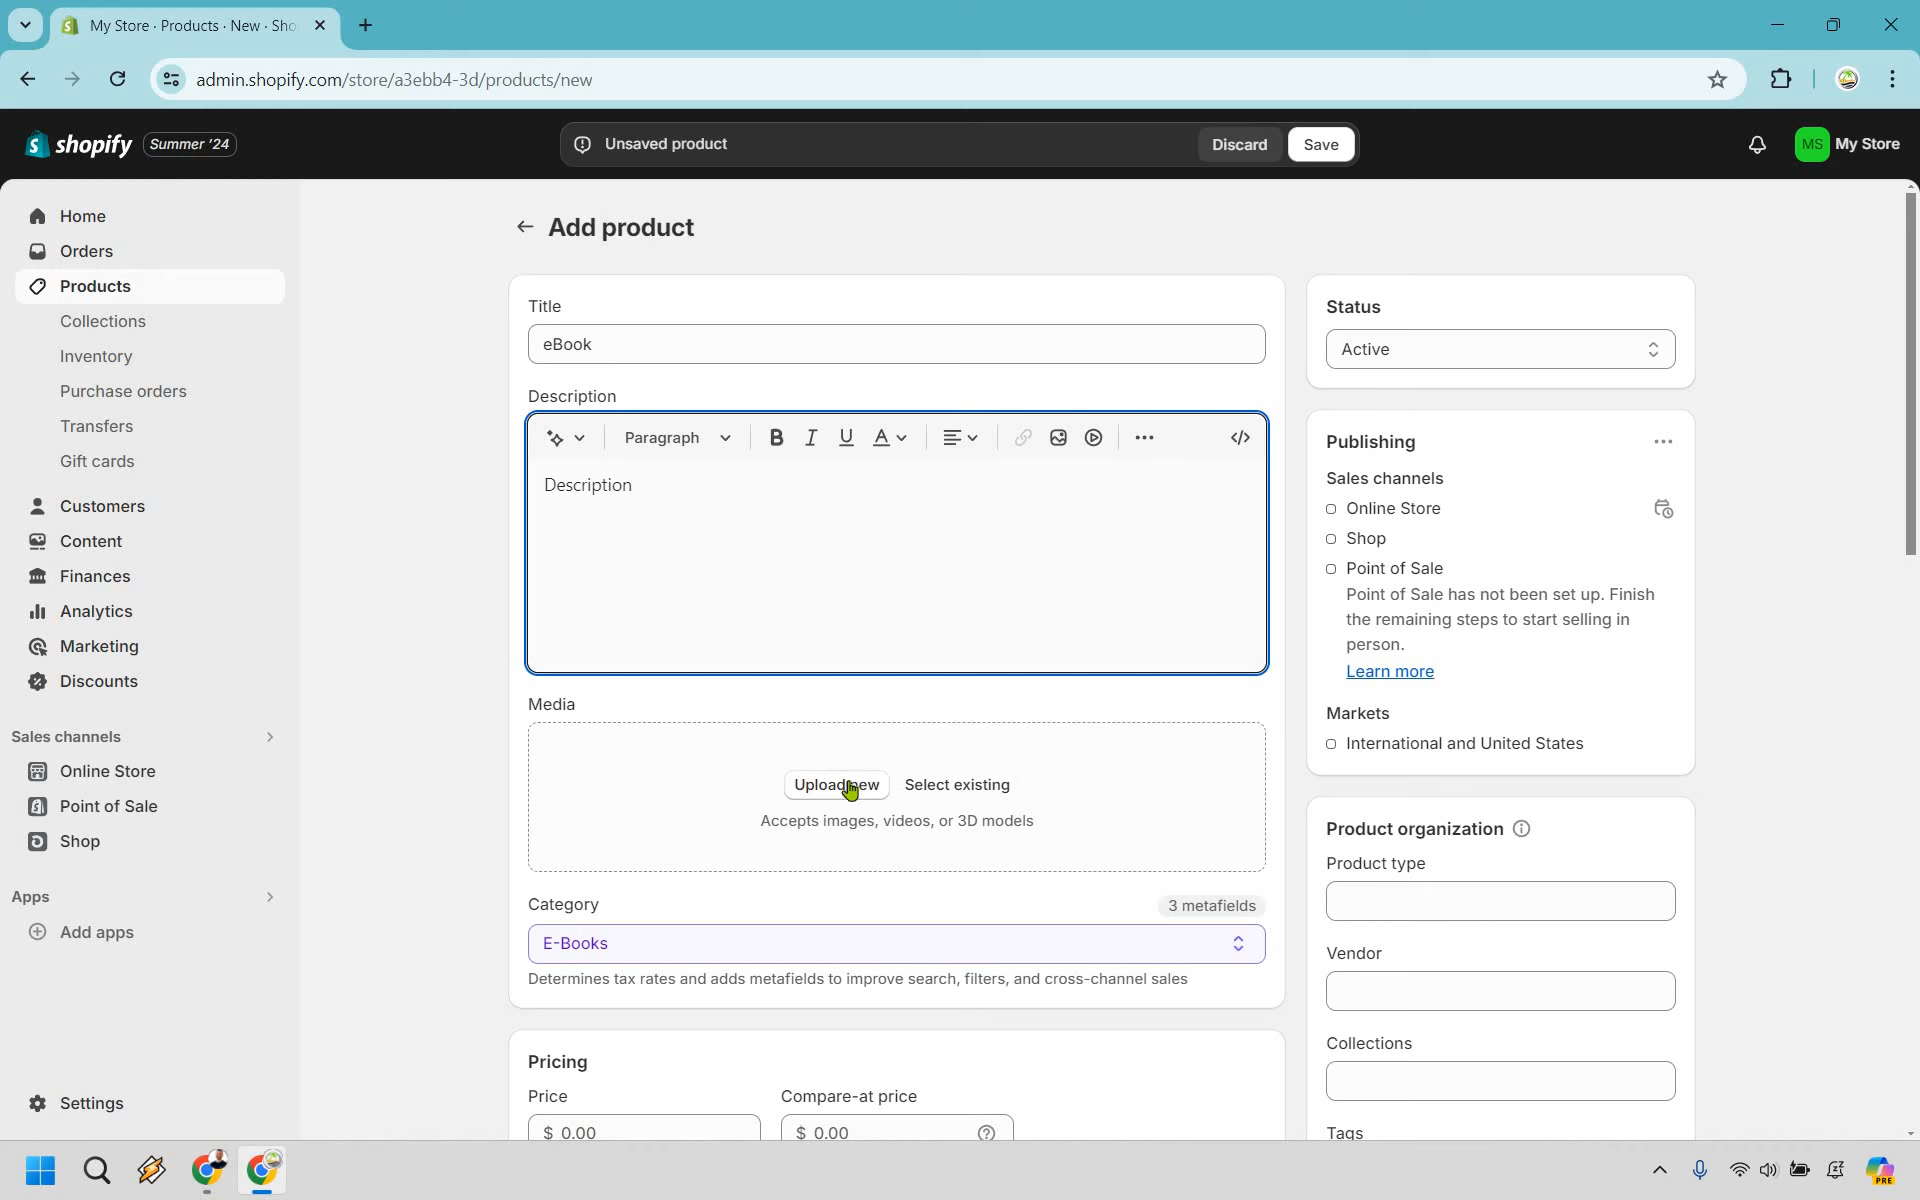 My Store · Products · New · Sho
admin.shopify.com/store/a3ebb4-3d/products/new
shopify
Summer '24
Unsaved product
Discard
Save
MS
My Store
Home
Orders
Products
Collections
Inventory
Purchase orders
Transfers
Gift cards
Customers
Content
Finances
Analytics
Marketing
Discounts
Sales channels
Online Store
Point of Sale
Shop
Apps
Add apps
Settings
Add product
Title
eBook
Description
Paragraph
B I U A
Description
Media
Upload new
Select existing
Accepts images, videos, or 3D models
Category
3 metafields
E-Books
Determines tax rates and adds metafields to improve search, filters, and cross-channel sales
Pricing
Price
Compare-at price
$ 0.00
$ 0.00
Status
Active
Publishing
Sales channels
Online Store
Shop
Point of Sale
Point of Sale has not been set up. Finish
the remaining steps to start selling in
person.
Learn more
Markets
International and United States
Product organization
Product type
Vendor
Collections
Tags
PRE